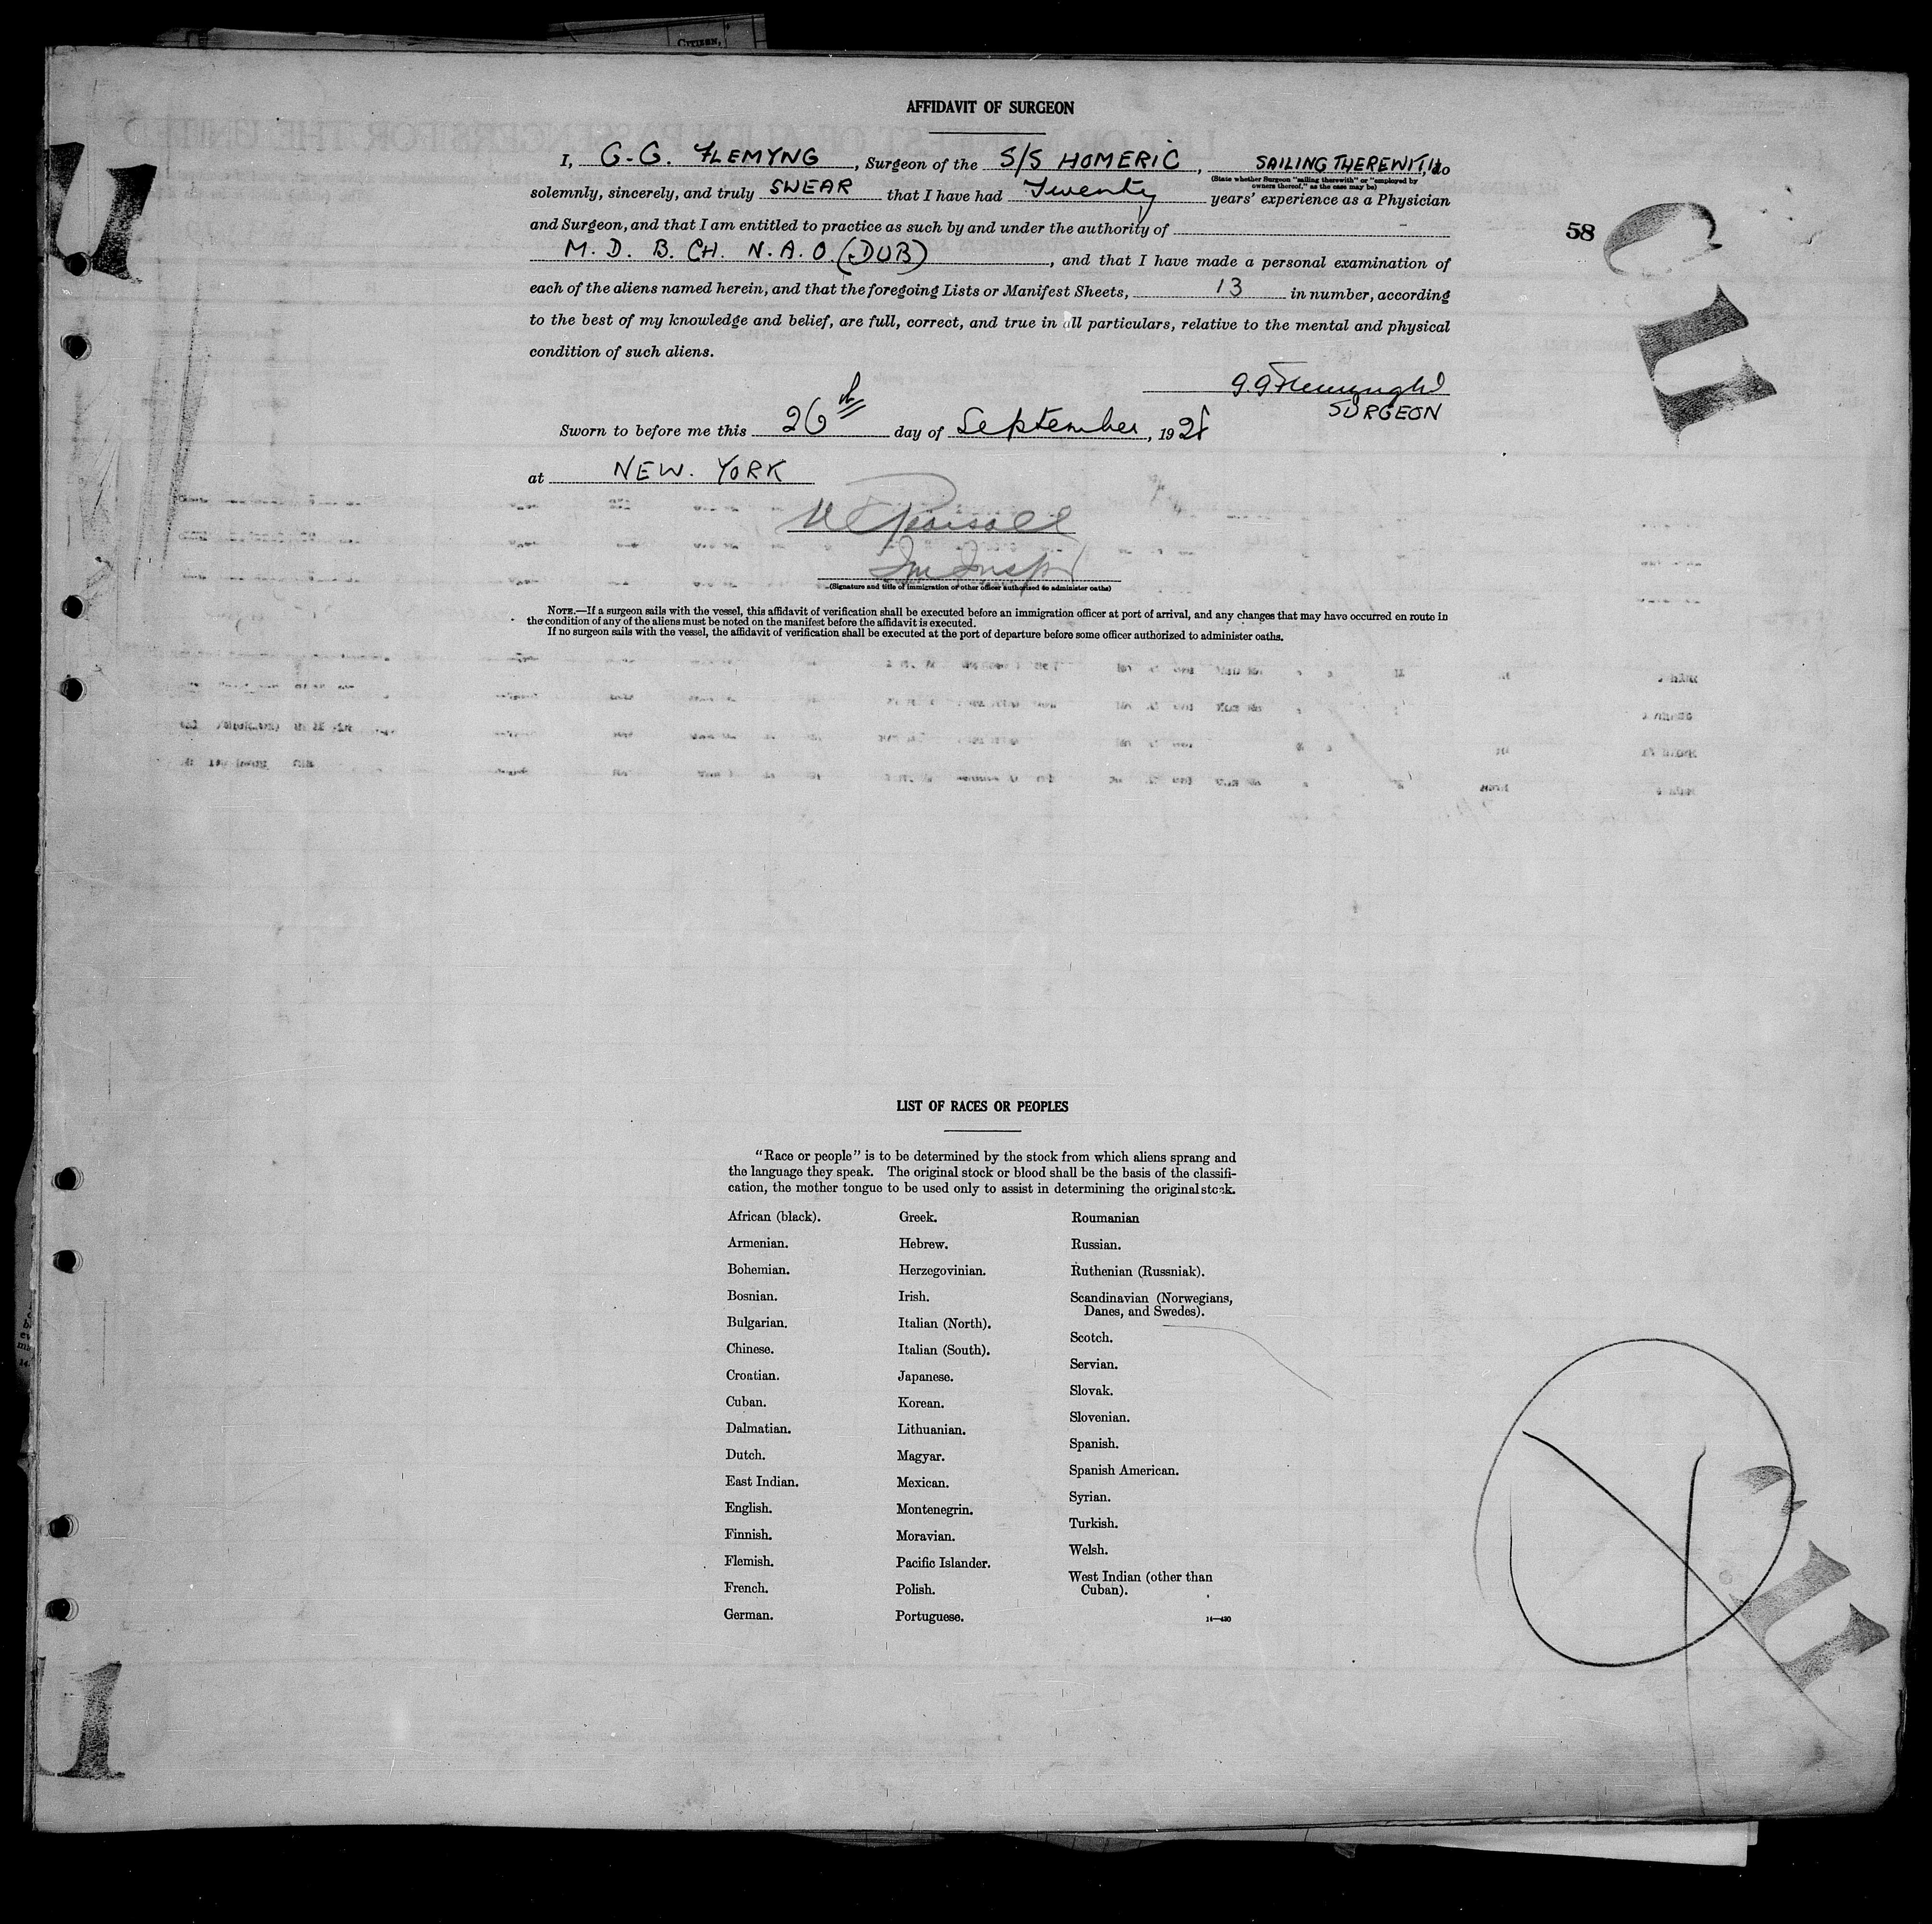 CITIZEN,
AFFIDAVIT OF SURGEON
I, G. G. FLEMYNG, Surgeon of the S/S HOMERIC, SAILING THEREWITH, do
(State whether Surgeon "sailing therewith" or "employed by
owners thereof," as the case may be)
solemnly, sincerely, and truly SWEAR that I have had Twenty years' experience as a Physician
and Surgeon, and that I am entitled to practice as such by and under the authority of
58
M. D. B. CH. N. A. O. (DUB), and that I have made a personal examination of
each of the aliens named herein, and that the foregoing Lists or Manifest Sheets, 13 in number, according
to the best of my knowledge and belief, are full, correct, and true in all particulars, relative to the mental and physical
condition of such aliens.
SURGEON
Sworn to before me this 26th day of September, 192
at NEW. YORK
(Signature and title of immigration or other officer authorized to administer oaths)
NOTE.—If a surgeon sails with the vessel, this affidavit of verification shall be executed before an immigration officer at port of arrival, and any changes that may have occurred en route in
the condition of any of the aliens must be noted on the manifest before the affidavit is executed.
If no surgeon sails with the vessel, the affidavit of verification shall be executed at the port of departure before some officer authorized to administer oaths.
LIST OF RACES OR PEOPLES
"Race or people" is to be determined by the stock from which aliens sprang and
the language they speak. The original stock or blood shall be the basis of the classifi-
cation, the mother tongue to be used only to assist in determining the original stock.
African (black).
Armenian.
Bohemian.
Bosnian.
Bulgarian.
Chinese.
Croatian.
Cuban.
Dalmatian.
Dutch.
East Indian.
English.
Finnish.
Flemish.
French.
German.
Greek.
Hebrew.
Herzegovinian.
Irish.
Italian (North).
Italian (South).
Japanese.
Korean.
Lithuanian.
Magyar.
Mexican.
Montenegrin.
Moravian.
Pacific Islander.
Polish.
Portuguese.
Roumanian
Russian.
Ruthenian (Russniak).
Scandinavian (Norwegians,
Danes, and Swedes).
Scotch.
Servian.
Slovak.
Slovenian.
Spanish.
Spanish American.
Syrian.
Turkish.
Welsh.
West Indian (other than
Cuban).
14—430